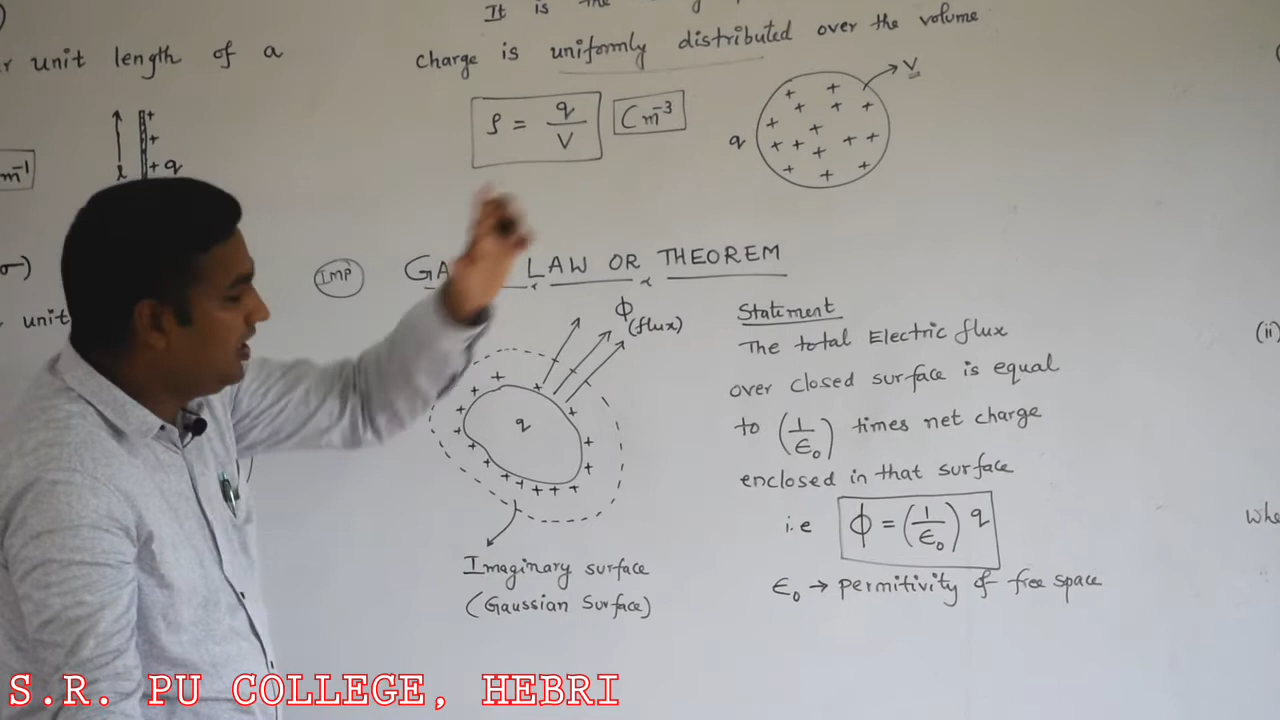 It is the
charge is uniformly distributed over the volume
unit length of a
ρ = q/V
Cm⁻³
V
q
l
+ q
m⁻¹
σ)
unit
IMP
GA LAW OR THEOREM
ϕ
(flux)
q
Imaginary surface
(Gaussian Surface)
Statement
The total Electric flux
over closed surface is equal
to (1/ϵ₀) times net charge
enclosed in that surface
i.e ϕ = (1/ϵ₀) q
ϵ₀ → permitivity of free space
(ii)
S.R. PU COLLEGE, HEBRI